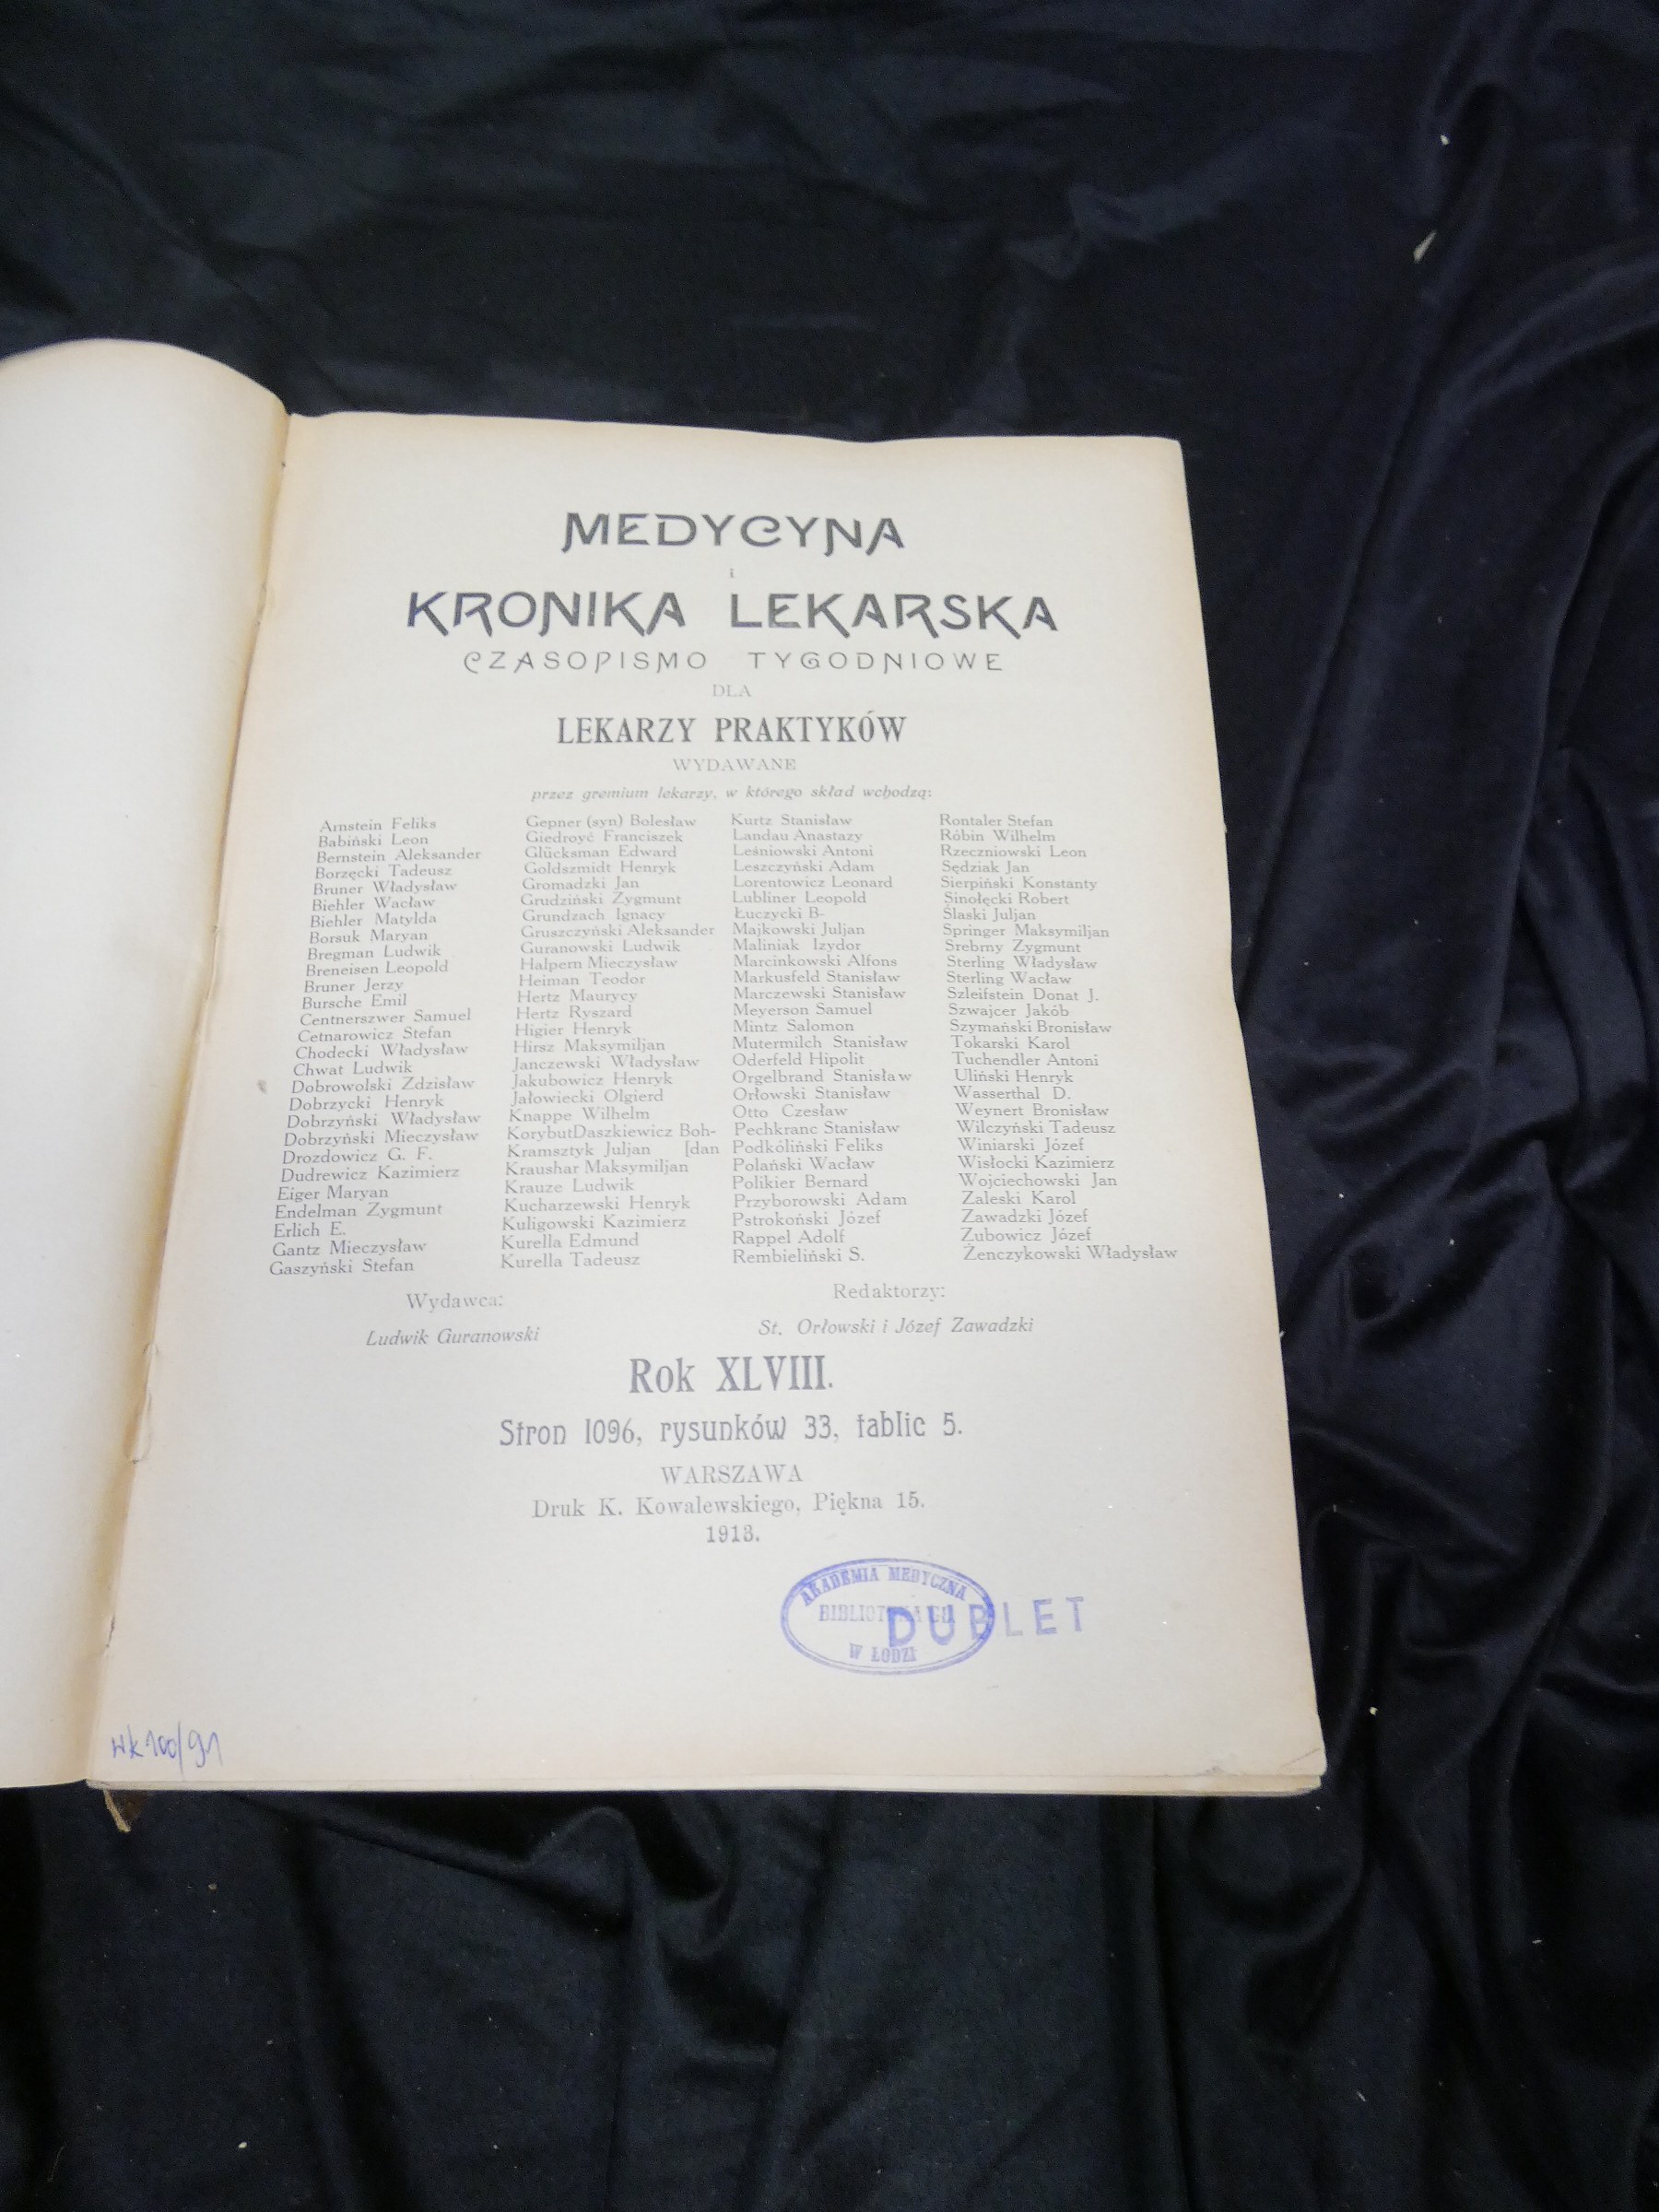 MEDYCYNA
i
KRONIKA LEKARSKA
CZASOPISMO TYGODNIOWE
DLA
LEKARZY PRAKTYKÓW
WYDAWANE
przez gremium lekarzy, w którego skład wchodzą:
Arnstein Feliks
Babiński Leon
Bernstein Aleksander
Borzęcki Tadeusz
Bruner Władysław
Biehler Wacław
Biehler Matylda
Borsuk Maryan
Bregman Ludwik
Breneisen Leopold
Bruner Jerzy
Bursche Emil
Centnerszwer Samuel
Cetnarowicz Stefan
Chodecki Władysław
Chwat Ludwik
Dobrowolski Zdzisław
Dobrzycki Henryk
Dobrzyński Władysław
Dobrzyński Mieczysław
Drozdowicz G. F.
Dudrewicz Kazimierz
Eiger Maryan
Endelman Zygmunt
Erlich E.
Gantz Mieczysław
Gaszyński Stefan
Gepner (syn) Bolesław
Giedroyć Franciszek
Glücksman Edward
Goldszmidt Henryk
Gromadzki Jan
Grudziński Zygmunt
Grundzach Ignacy
Gruszczyński Aleksander
Guranowski Ludwik
Halpern Mieczysław
Heiman Teodor
Hertz Maurycy
Hertz Ryszard
Higier Henryk
Hirsz Maksymiljan
Janczewski Władysław
Jakubowicz Henryk
Jałowiecki Olgierd
Knappe Wilhelm
KorybutDaszkiewicz Boh-
Kramsztyk Juljan [dan
Kraushar Maksymiljan
Krauze Ludwik
Kucharzewski Henryk
Kuligowski Kazimierz
Kurella Edmund
Kurella Tadeusz
Kurtz Stanisław
Landau Anastazy
Leśniowski Antoni
Leszczyński Adam
Lorentowicz Leonard
Lubliner Leopold
Łuczycki B-
Majkowski Juljan
Maliniak Izydor
Marcinkowski Alfons
Markusfeld Stanisław
Marczewski Stanisław
Meyerson Samuel
Mintz Salomon
Mutermilch Stanisław
Oderfeld Hipolit
Orgelbrand Stanisław
Orłowski Stanisław
Otto Czesław
Pechkranc Stanisław
Podkóliński Feliks
Polański Wacław
Polikier Bernard
Przyborowski Adam
Pstrokoński Józef
Rappel Adolf
Rembieliński S.
Rontaler Stefan
Róbin Wilhelm
Rzeczniowski Leon
Sędziak Jan
Sierpiński Konstanty
Sinołęcki Robert
Ślaski Juljan
Springer Maksymiljan
Srebrny Zygmunt
Sterling Władysław
Sterling Wacław
Szleifstein Donat J.
Szwajcer Jakób
Szymański Bronisław
Tokarski Karol
Tuchendler Antoni
Uliński Henryk
Wasserthal D.
Weynert Bronisław
Wilczyński Tadeusz
Winiarski Józef
Wisłocki Kazimierz
Wojciechowski Jan
Zaleski Karol
Zawadzki Józef
Zubowicz Józef
Żenczykowski Władysław
Wydawca:
Ludwik Guranowski
Redaktorzy:
St. Orłowski i Józef Zawadzki
Rok XLVIII.
Stron 1096, rysunków 33, tablic 5.
WARSZAWA
Druk K. Kowalewskiego, Piękna 15.
1913.
AKADEMIA MEDYCZNA
W ŁODZI
DUBLET
wk 100/91